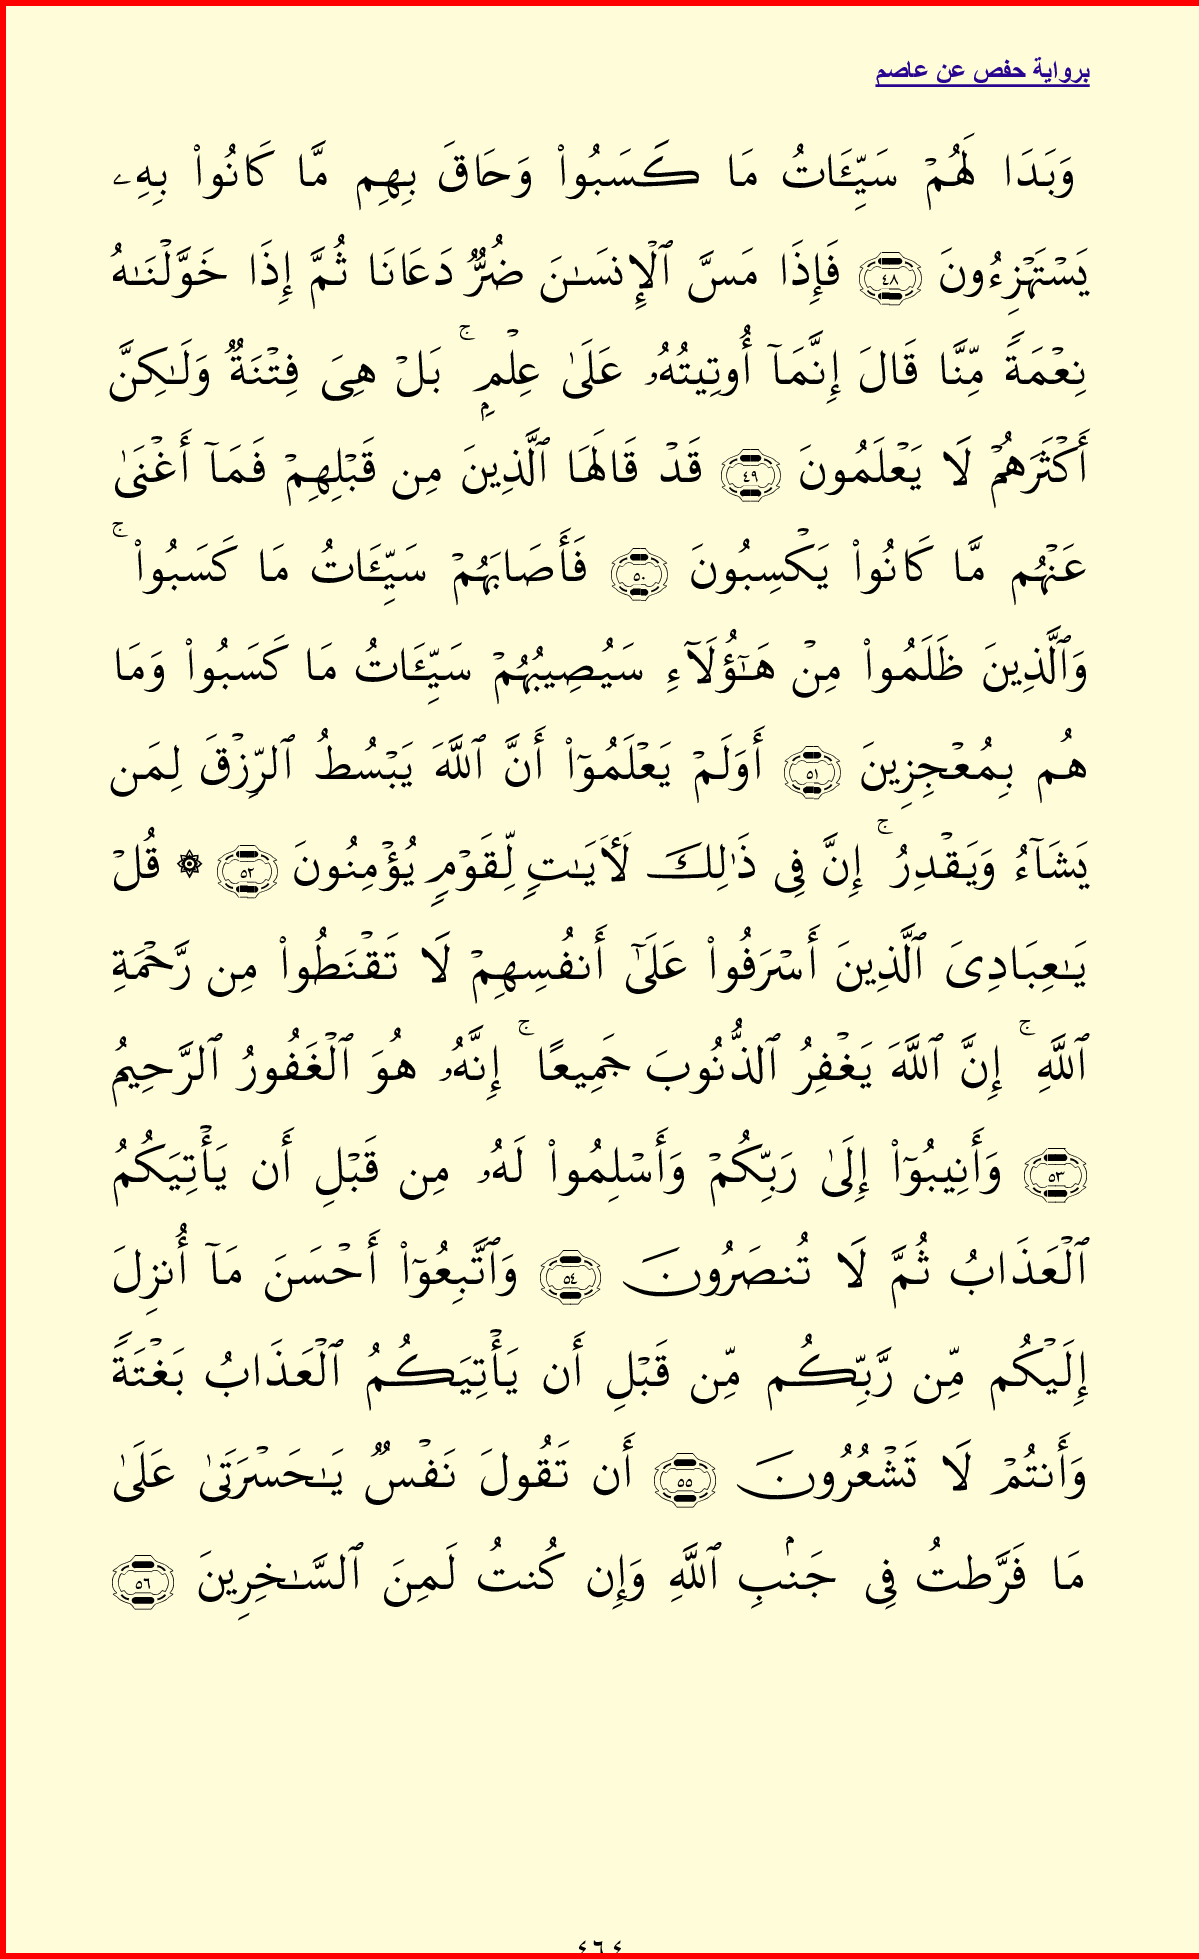 برواية حفص عن عاصم
وَبَدَا لَهُمۡ سَيِّـَٔاتُ مَا كَسَبُواْ وَحَاقَ بِهِم مَّا كَانُواْ بِهِۦ
يَسۡتَهۡزِءُونَ ٤٨ فَإِذَا مَسَّ ٱلۡإِنسَـٰنَ ضُرٌّ دَعَانَا ثُمَّ إِذَا خَوَّلۡنَـٰهُ
نِعۡمَةً مِّنَّا قَالَ إِنَّمَآ أُوتِيتُهُۥ عَلَىٰ عِلۡمِۭ ۚ بَلۡ هِىَ فِتۡنَةٌ وَلَـٰكِنَّ
أَكۡثَرَهُمۡ لَا يَعۡلَمُونَ ٤٩ قَدۡ قَالَهَا ٱلَّذِينَ مِن قَبۡلِهِمۡ فَمَآ أَغۡنَىٰ
عَنۡهُم مَّا كَانُواْ يَكۡسِبُونَ ٥٠ فَأَصَابَهُمۡ سَيِّـَٔاتُ مَا كَسَبُواْ ۚ
وَٱلَّذِينَ ظَلَمُواْ مِنۡ هَـٰٓؤُلَآءِ سَيُصِيبُهُمۡ سَيِّـَٔاتُ مَا كَسَبُواْ وَمَا
هُم بِمُعۡجِزِينَ ٥١ أَوَلَمۡ يَعۡلَمُوٓاْ أَنَّ ٱللَّهَ يَبۡسُطُ ٱلرِّزۡقَ لِمَن
يَشَآءُ وَيَقۡدِرُ ۚ إِنَّ فِى ذَٰلِكَ لَأَيَـٰتٍ لِّقَوۡمٍ يُؤۡمِنُونَ ٥٢ ۞ قُلۡ
يَـٰعِبَادِىَ ٱلَّذِينَ أَسۡرَفُواْ عَلَىٰٓ أَنفُسِهِمۡ لَا تَقۡنَطُواْ مِن رَّحۡمَةِ
ٱللَّهِ ۚ إِنَّ ٱللَّهَ يَغۡفِرُ ٱلذُّنُوبَ جَمِيعًا ۚ إِنَّهُۥ هُوَ ٱلۡغَفُورُ ٱلرَّحِيمُ
٥٣ وَأَنِيبُوٓاْ إِلَىٰ رَبِّكُمۡ وَأَسۡلِمُواْ لَهُۥ مِن قَبۡلِ أَن يَأۡتِيَكُمُ
ٱلۡعَذَابُ ثُمَّ لَا تُنصَرُونَ ٥٤ وَٱتَّبِعُوٓاْ أَحۡسَنَ مَآ أُنزِلَ
إِلَيۡكُم مِّن رَّبِّكُم مِّن قَبۡلِ أَن يَأۡتِيَكُمُ ٱلۡعَذَابُ بَغۡتَةً
وَأَنتُمۡ لَا تَشۡعُرُونَ ٥٥ أَن تَقُولَ نَفۡسٌ يَـٰحَسۡرَتَىٰ عَلَىٰ
مَا فَرَّطتُ فِى جَنۢبِ ٱللَّهِ وَإِن كُنتُ لَمِنَ ٱلسَّـٰخِرِينَ ٥٦
٤٦٤